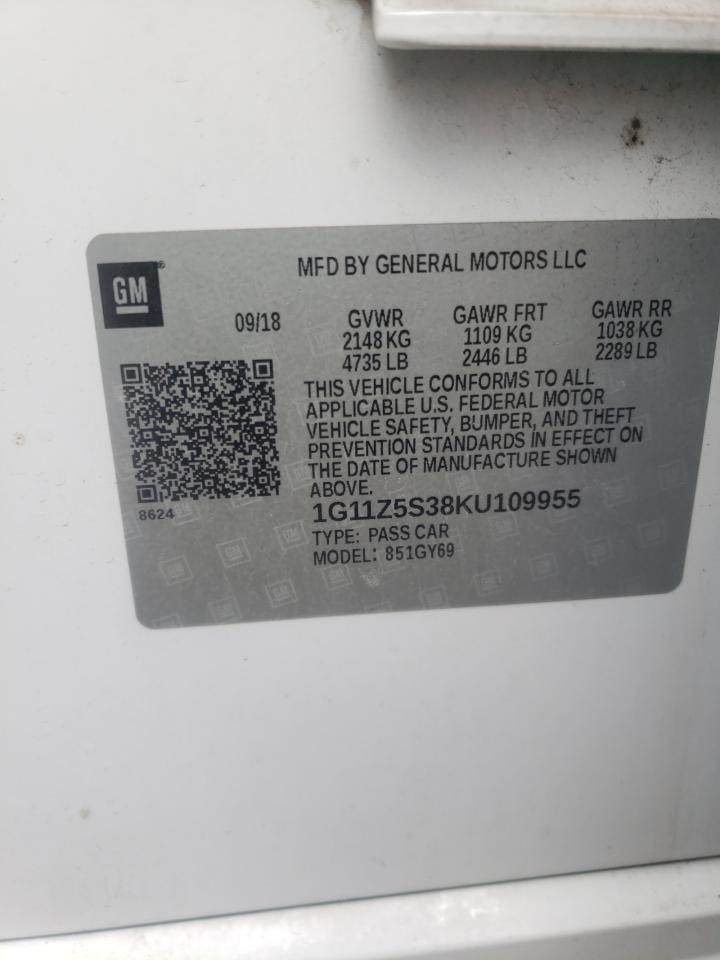 MFD BY GENERAL MOTORS LLC
GM®
09/18 GVWR GAWR FRT GAWR RR
2148 KG 1109 KG 1038 KG
4735 LB 2446 LB 2289 LB
THIS VEHICLE CONFORMS TO ALL
APPLICABLE U.S. FEDERAL MOTOR
VEHICLE SAFETY, BUMPER, AND THEFT
PREVENTION STANDARDS IN EFFECT ON
THE DATE OF MANUFACTURE SHOWN
ABOVE.
8624
1G11Z5S38KU109955
TYPE: PASS CAR
MODEL: 851GY69